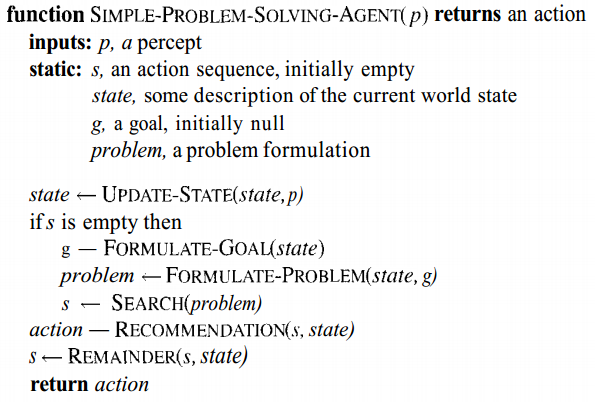 function SIMPLE-PROBLEM-SOLVING-AGENT(p) returns an action
inputs: p, a percept
static: s, an action sequence, initially empty
state, some description of the current world state
g, a goal, initially null
problem, a problem formulation
state ← UPDATE-STATE(state, p)
if s is empty then
g — FORMULATE-GOAL(state)
problem ← FORMULATE-PROBLEM(state, g)
s ← SEARCH(problem)
action — RECOMMENDATION(s, state)
s ← REMAINDER(s, state)
return action